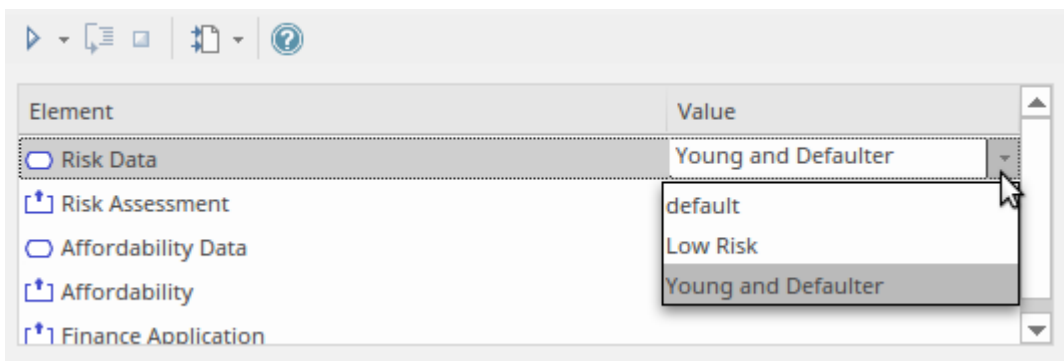 Element Value
Risk Data Young and Defaulter
Risk Assessment default
Affordability Data Low Risk
Affordability Young and Defaulter
Finance Application